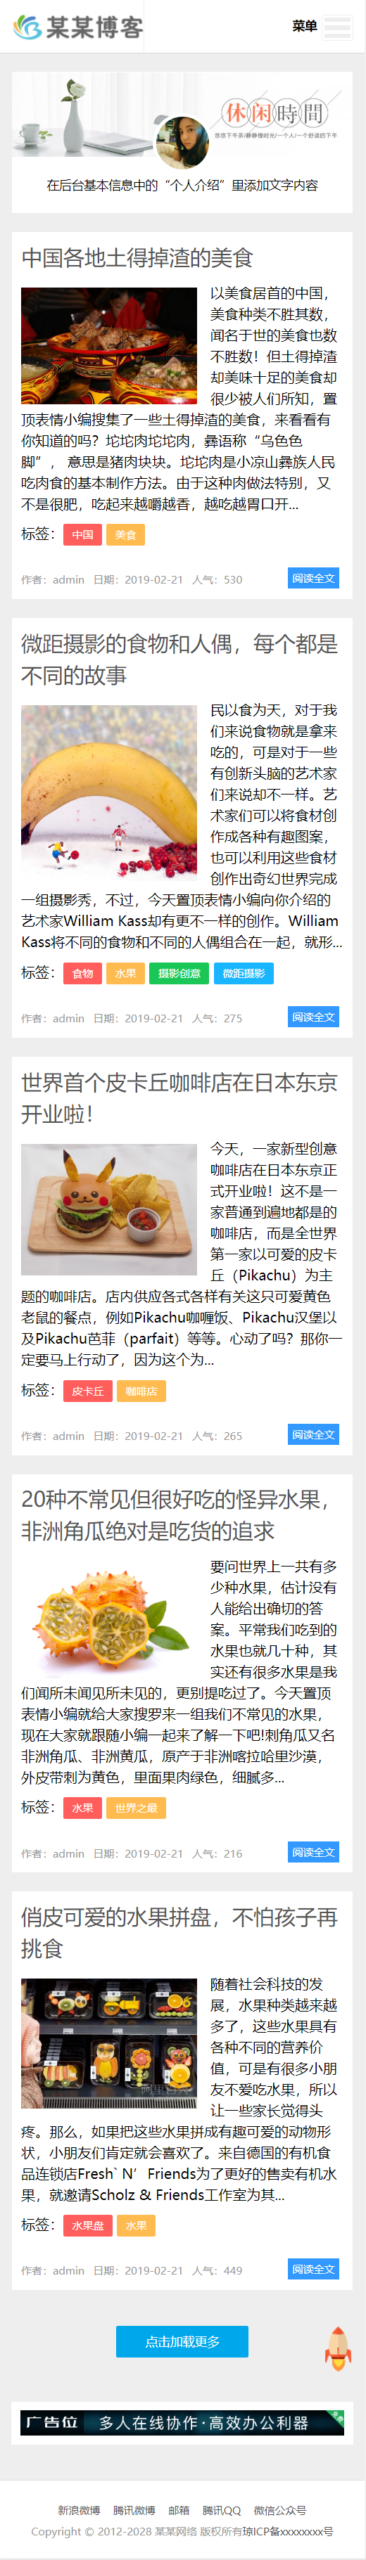 某某博客
菜单
休闲時間
在后台基本信息中的“个人介绍”里添加文字内容
中国各地土得掉渣的美食
以美食居首的中国，
美食种类不胜其数，
闻名于世的美食也数
不胜数！但土得掉渣
却美味十足的美食却
很少被人们所知，置
顶表情小编搜集了一些土得掉渣的美食，来看看有
你知道的吗？坨坨肉坨坨肉，彝语称“乌色色
脚”，意思是猪肉块块。坨坨肉是小凉山彝族人民
吃肉食的基本制作方法。由于这种肉做法特别，又
不是很肥，吃起来越嚼越香，越吃越胃口开...
标签： 中国 美食
作者：admin 日期：2019-02-21 人气：530 阅读全文
微距摄影的食物和人偶，每个都是
不同的故事
民以食为天，对于我
们来说食物就是拿来
吃的，可是对于一些
有创新头脑的艺术家
们来说却不一样。艺
术家们可以将食材创
作成各种有趣图案，
也可以利用这些食材
创作出奇幻世界完成
一组摄影秀，不过，今天置顶表情小编向你介绍的
艺术家William Kass却有更不一样的创作。William
Kass将不同的食物和不同的人偶组合在一起，就形...
标签： 食物 水果 摄影创意 微距摄影
作者：admin 日期：2019-02-21 人气：275 阅读全文
世界首个皮卡丘咖啡店在日本东京
开业啦！
今天，一家新型创意
咖啡店在日本东京正
式开业啦！这不是一
家普通到遍地都是的
咖啡店，而是全世界
第一家以可爱的皮卡
丘（Pikachu）为主
题的咖啡店。店内供应各式各样有关这只可爱黄色
老鼠的餐点，例如Pikachu咖喱饭、Pikachu汉堡以
及Pikachu芭菲（parfait）等等。心动了吗？那你一
定要马上行动了，因为这个为...
标签： 皮卡丘 咖啡店
作者：admin 日期：2019-02-21 人气：265 阅读全文
20种不常见但很好吃的怪异水果，
非洲角瓜绝对是吃货的追求
要问世界上一共有多
少种水果，估计没有
人能给出确切的答
案。平常我们吃到的
水果也就几十种，其
实还有很多水果是我
们闻所未闻见所未见的，更别提吃过了。今天置顶
表情小编就给大家搜罗来一组我们不常见的水果，
现在大家就跟随小编一起来了解一下吧!刺角瓜又名
非洲角瓜、非洲黄瓜，原产于非洲喀拉哈里沙漠，
外皮带刺为黄色，里面果肉绿色，细腻多...
标签： 水果 世界之最
作者：admin 日期：2019-02-21 人气：216 阅读全文
俏皮可爱的水果拼盘，不怕孩子再
挑食
随着社会科技的发
展，水果种类越来越
多了，这些水果具有
各种不同的营养价
值，可是有很多小朋
友不爱吃水果，所以
让一些家长觉得头
疼。那么，如果把这些水果拼成有趣可爱的动物形
状，小朋友们肯定就会喜欢了。来自德国的有机食
品连锁店Fresh`N’Friends为了更好的售卖有机水
果，就邀请Scholz & Friends工作室为其...
标签： 水果盘 水果
作者：admin 日期：2019-02-21 人气：449 阅读全文
点击加载更多
广告位 多人在线协作·高效办公利器
新浪微博 腾讯微博 邮箱 腾讯QQ 微信公众号
Copyright © 2012-2028 某某网络 版权所有琼ICP备xxxxxxxx号